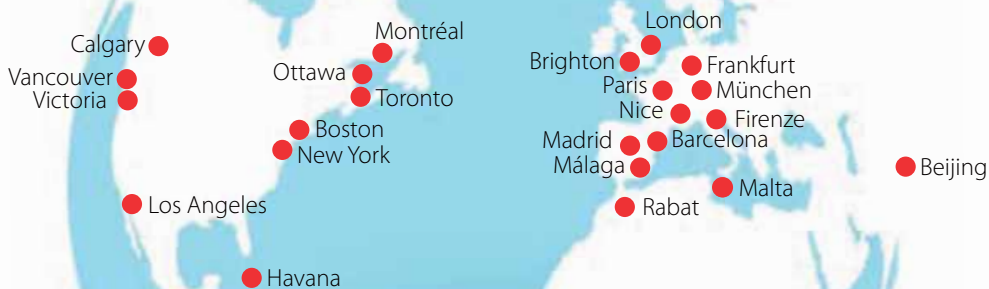 Montréal
London
Calgary
Brighton
Frankfurt
Ottawa
Vancouver
Paris
München
Victoria
Toronto
Nice
Firenze
Boston
Madrid
Barcelona
New York
Málaga
Beijing
Malta
Los Angeles
Rabat
Havana